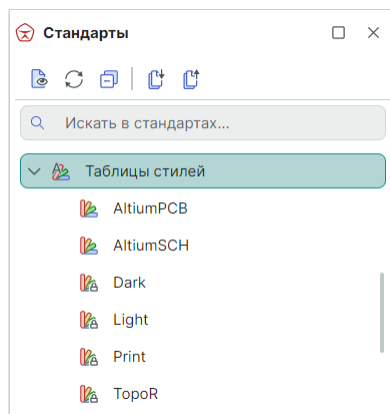 Стандарты
Искать в стандартах...
Таблицы стилей
AltiumPCB
AltiumSCH
Dark
Light
Print
TopoR